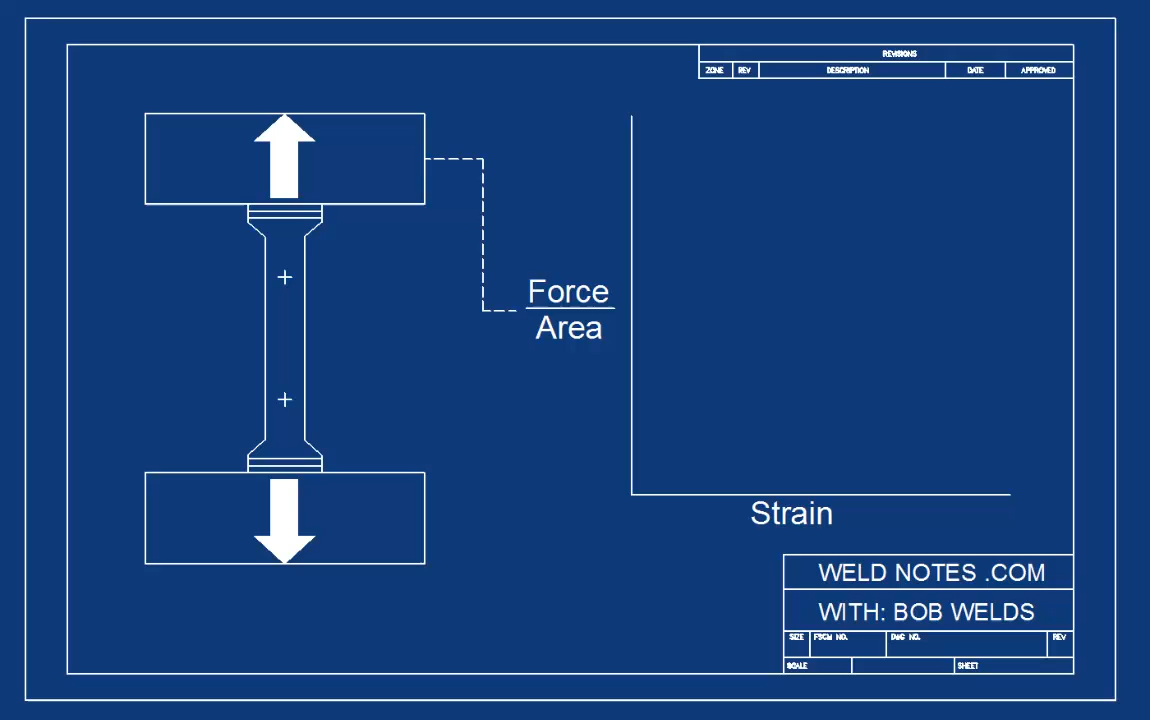 REVISIONS
ZONE REV DESCRIPTION DATE APPROVED
Force
Area
Strain
WELD NOTES .COM
WITH: BOB WELDS
SIZE FSCM NO. DWG NO. REV
SCALE SHEET